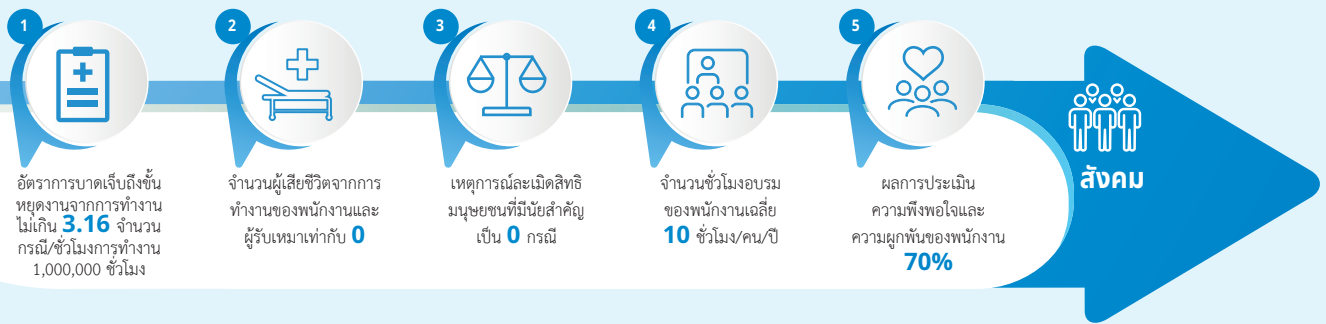 1
อัตราการบาดเจ็บถึงขั้น
หยุดงานจากการทำงาน
ไม่เกิน 3.16 จำนวน
กรณี/ชั่วโมงการทำงาน
1,000,000 ชั่วโมง
2
จำนวนผู้เสียชีวิตจากการ
ทำงานของพนักงานและ
ผู้รับเหมาเท่ากับ 0
3
เหตุการณ์ละเมิดสิทธิ
มนุษยชนที่มีนัยสำคัญ
เป็น 0 กรณี
4
จำนวนชั่วโมงอบรม
ของพนักงานเฉลี่ย
10 ชั่วโมง/คน/ปี
5
ผลการประเมิน
ความพึงพอใจและ
ความผูกพันของพนักงาน
70%
สังคม